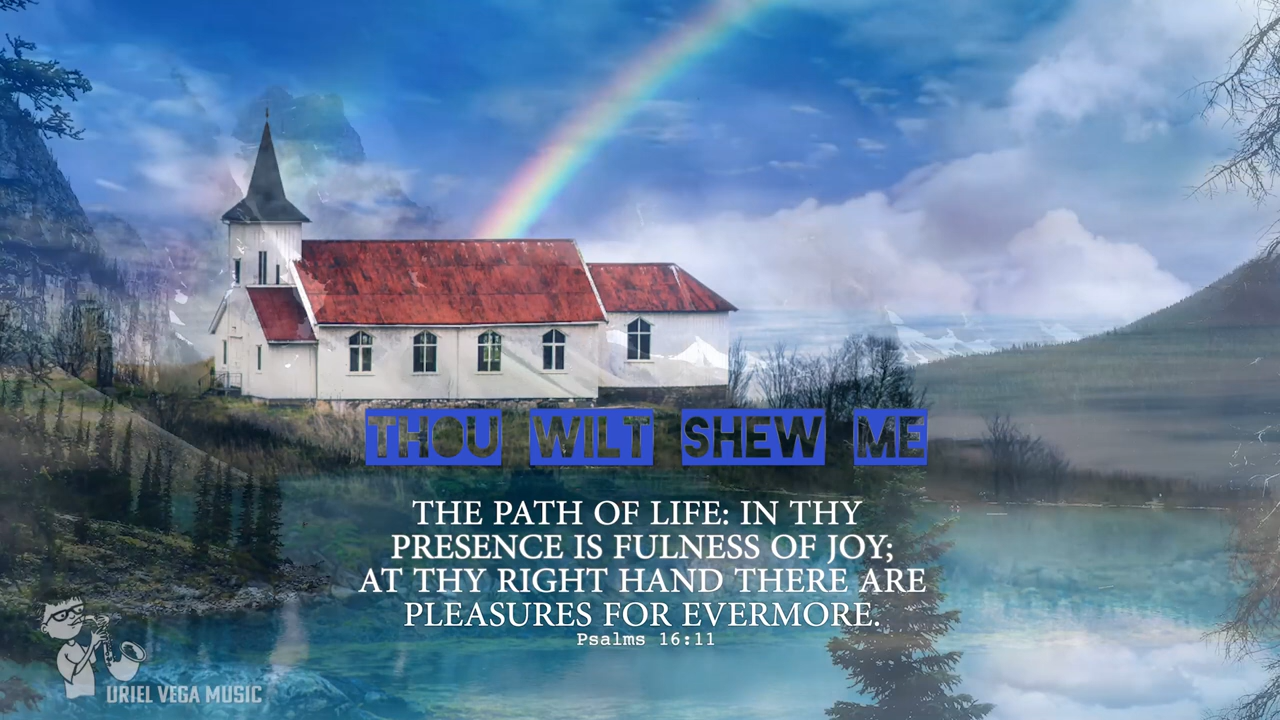 THOU WILT SHEW ME
THE PATH OF LIFE: IN THY
PRESENCE IS FULNESS OF JOY;
AT THY RIGHT HAND THERE ARE
PLEASURES FOR EVERMORE.
Psalms 16:11
URIEL VEGA MUSIC